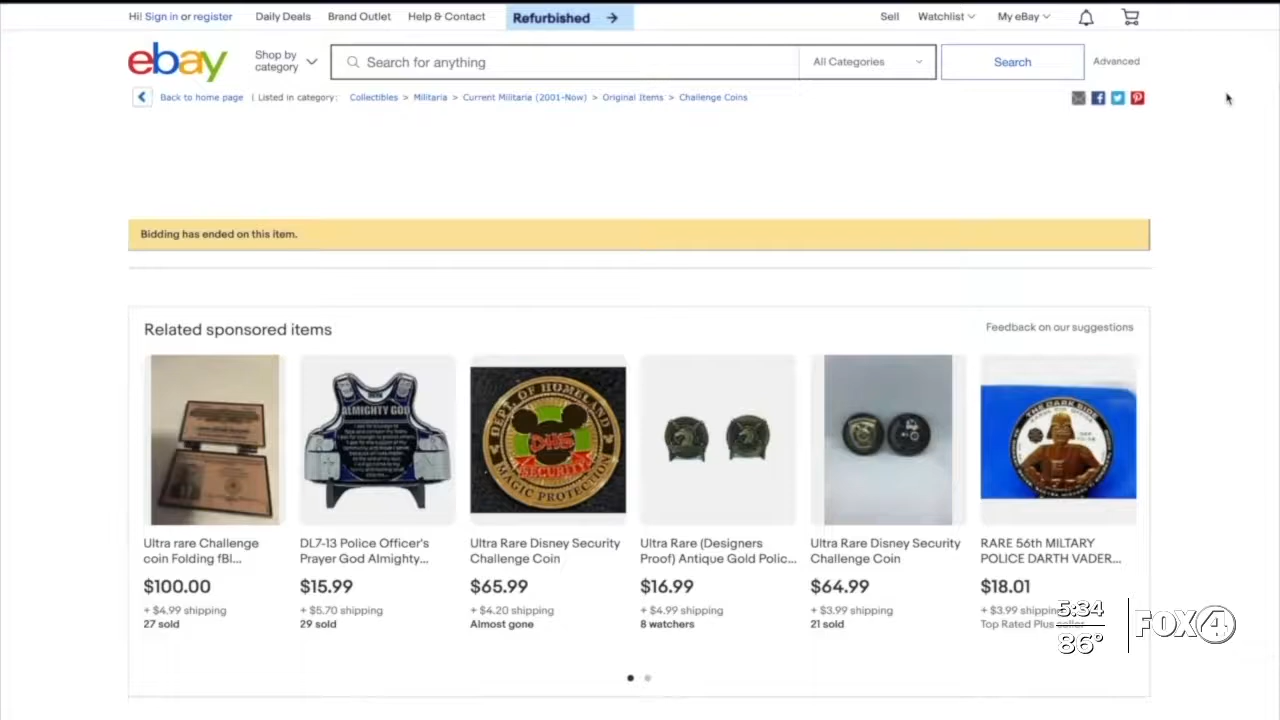 Hi! Sign in or register
Daily Deals
Brand Outlet
Help & Contact
Refurbished →
Sell
Watchlist
My eBay
ebay
Shop by
category
Search for anything
All Categories
Search
Advanced
Back to home page | Listed in category: Collectibles > Militaria > Current Militaria (2001-Now) > Original Items > Challenge Coins
Bidding has ended on this item.
Related sponsored items
Feedback on our suggestions
ALMIGHTY GOD
DEPT. OF HOMELAND
DHS
SECURITY
MAGIC PROTECTION
THE DARK SIDE
Ultra rare Challenge
coin Folding fBI...
$100.00
+ $4.99 shipping
27 sold
DL7-13 Police Officer's
Prayer God Almighty...
$15.99
+ $5.70 shipping
29 sold
Ultra Rare Disney Security
Challenge Coin
$65.99
+ $4.20 shipping
Almost gone
Ultra Rare (Designers
Proof) Antique Gold Polic...
$16.99
+ $4.99 shipping
8 watchers
Ultra Rare Disney Security
Challenge Coin
$64.99
+ $3.99 shipping
21 sold
RARE 56th MILTARY
POLICE DARTH VADER...
$18.01
+ $3.99 shipping
Top Rated Plus seller
5:34
86°
FOX 4